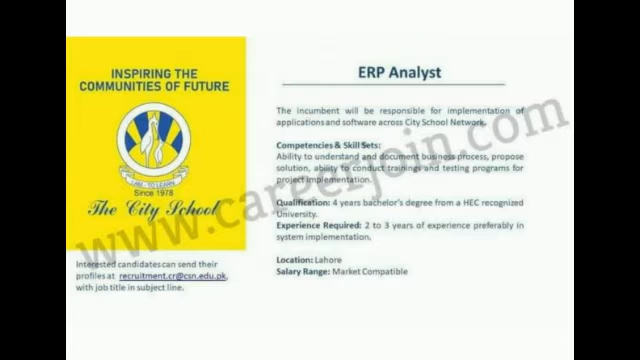 INSPIRING THE
COMMUNITIES OF FUTURE
I AM - TO LEARN
Since 1978
The City School
Interested candidates can send their
profiles at recruitment.cr@csn.edu.pk,
with job title in subject line.
ERP Analyst
The incumbent will be responsible for implementation of
applications and software across City School Network.
Competencies & Skill Sets:
Ability to understand and document business process, propose
solution, ability to conduct trainings and testing programs for
project implementation.
Qualification: 4 years bachelor's degree from a HEC recognized
University.
Experience Required: 2 to 3 years of experience preferably in
system implementation.
Location: Lahore
Salary Range: Market Compatible
www.careerjoin.com